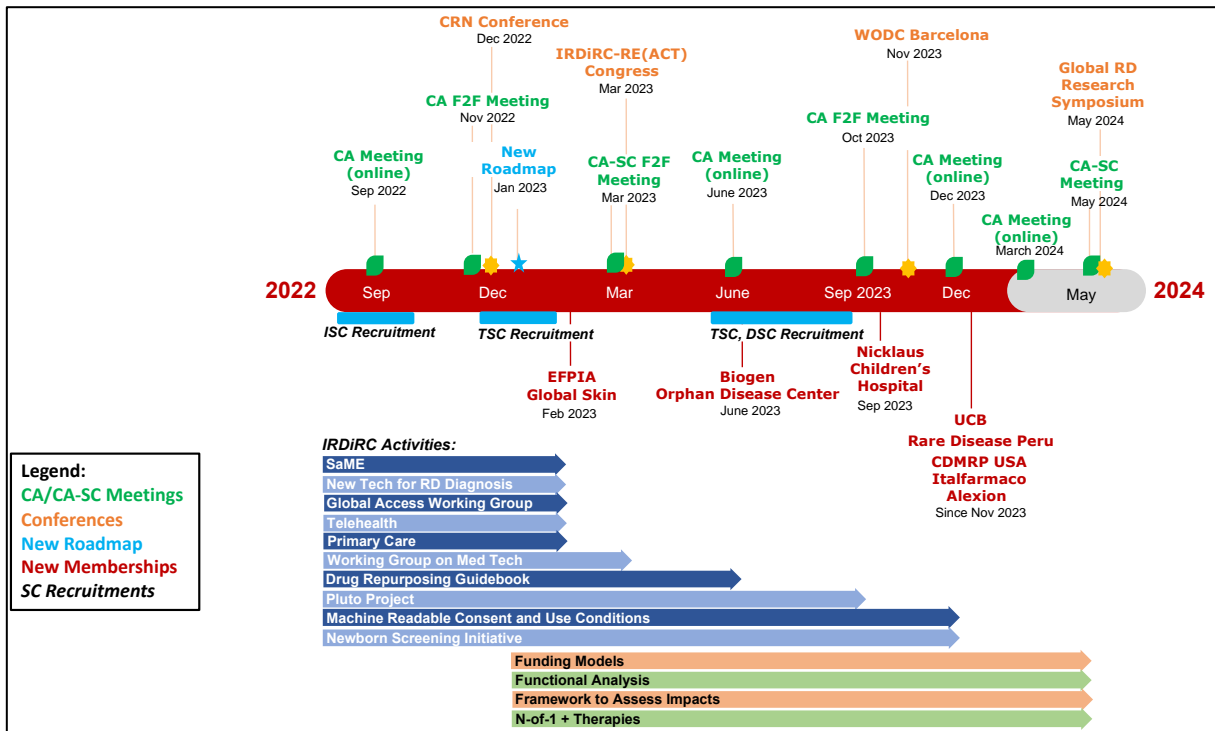 CRN Conference
Dec 2022
IRDiRC-RE(ACT)
Congress
Mar 2023
WODC Barcelona
Nov 2023
Global RD
Research
Symposium
May 2024
CA F2F Meeting
Nov 2022
CA F2F Meeting
Oct 2023
CA Meeting
(online)
Sep 2022
New
Roadmap
Jan 2023
CA-SC F2F
Meeting
Mar 2023
CA Meeting
(online)
June 2023
CA Meeting
(online)
Dec 2023
CA Meeting
(online)
March 2024
CA-SC
Meeting
May 2024
2022
Sep
Dec
Mar
June
Sep 2023
Dec
May
2024
ISC Recruitment
TSC Recruitment
TSC, DSC Recruitment
EFPIA
Global Skin
Feb 2023
Biogen
Orphan Disease Center
June 2023
Nicklaus
Children's
Hospital
Sep 2023
UCB
Rare Disease Peru
CDMRP USA
Italfarmaco
Alexion
Since Nov 2023
Legend:
CA/CA-SC Meetings
Conferences
New Roadmap
New Memberships
SC Recruitments
IRDiRC Activities:
SaME
New Tech for RD Diagnosis
Global Access Working Group
Telehealth
Primary Care
Working Group on Med Tech
Drug Repurposing Guidebook
Pluto Project
Machine Readable Consent and Use Conditions
Newborn Screening Initiative
Funding Models
Functional Analysis
Framework to Assess Impacts
N-of-1 + Therapies